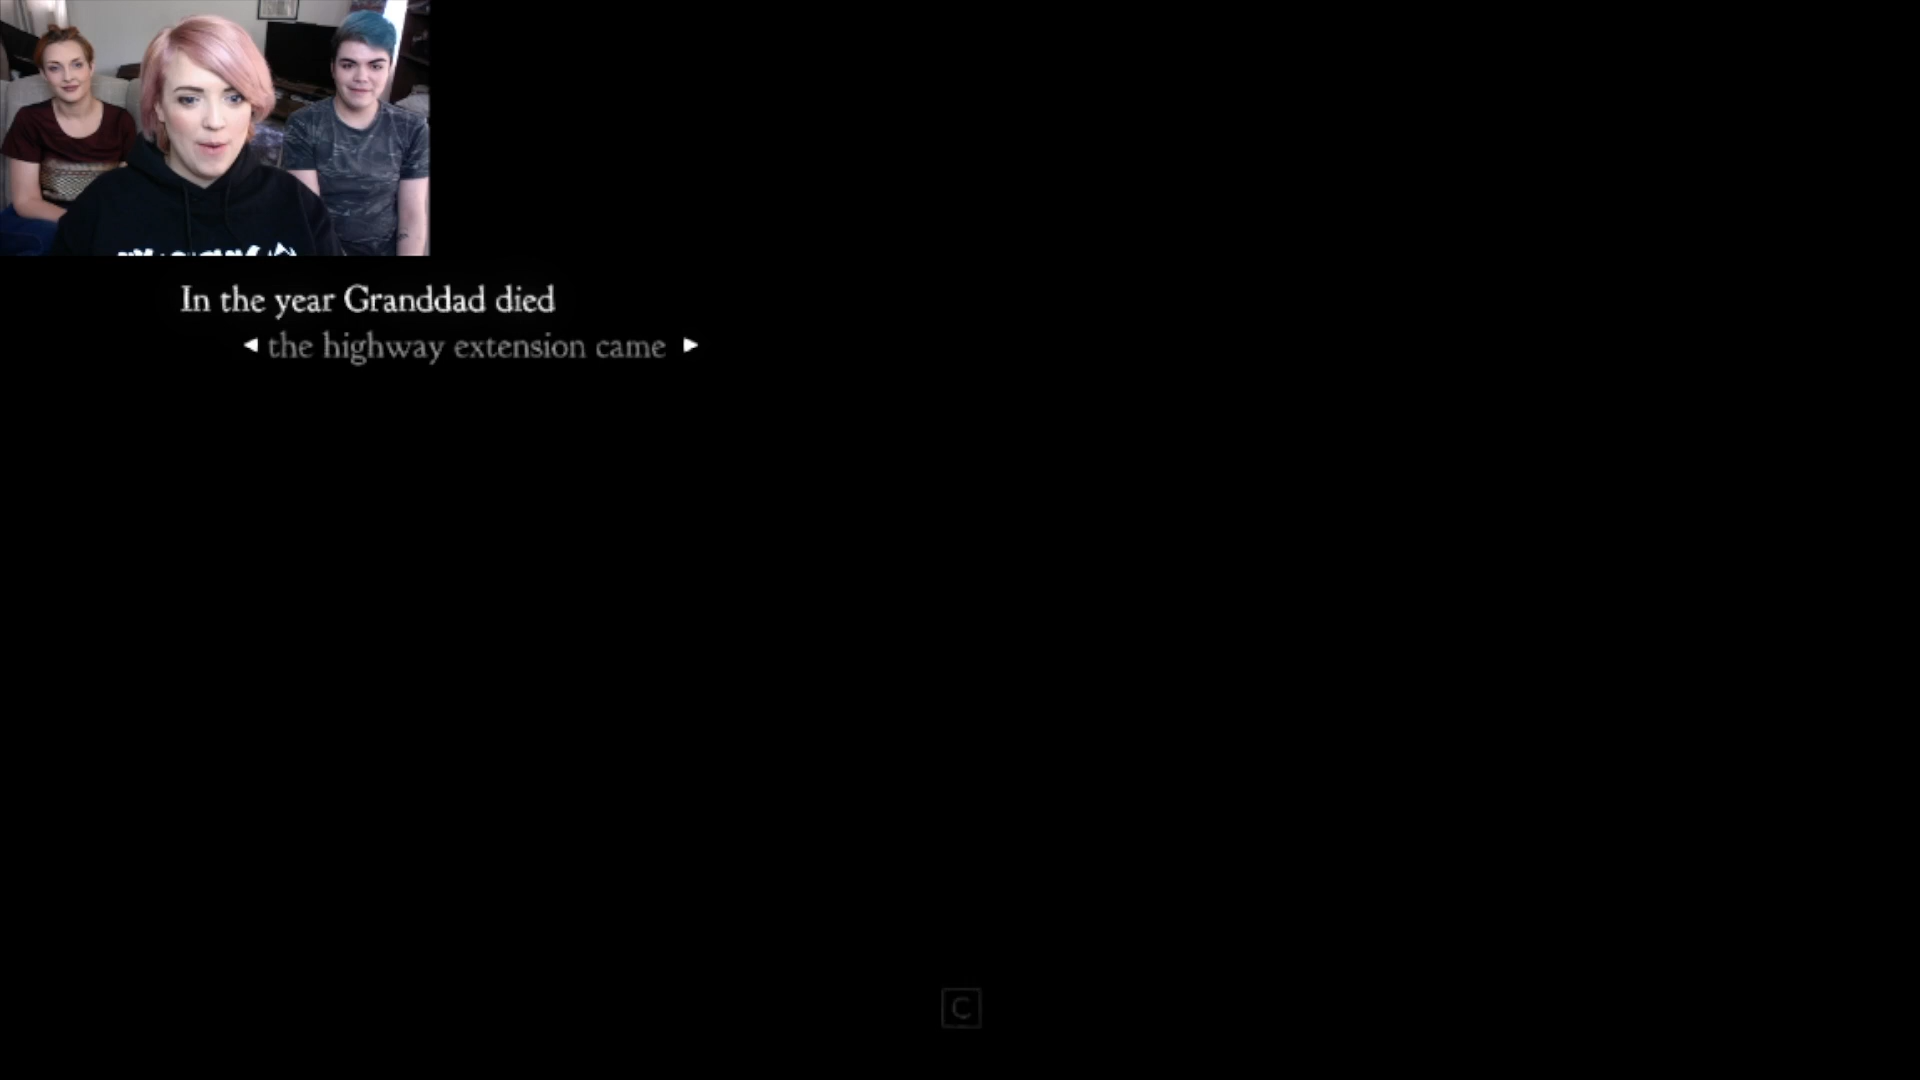 In the year Granddad died
the highway extension came
C